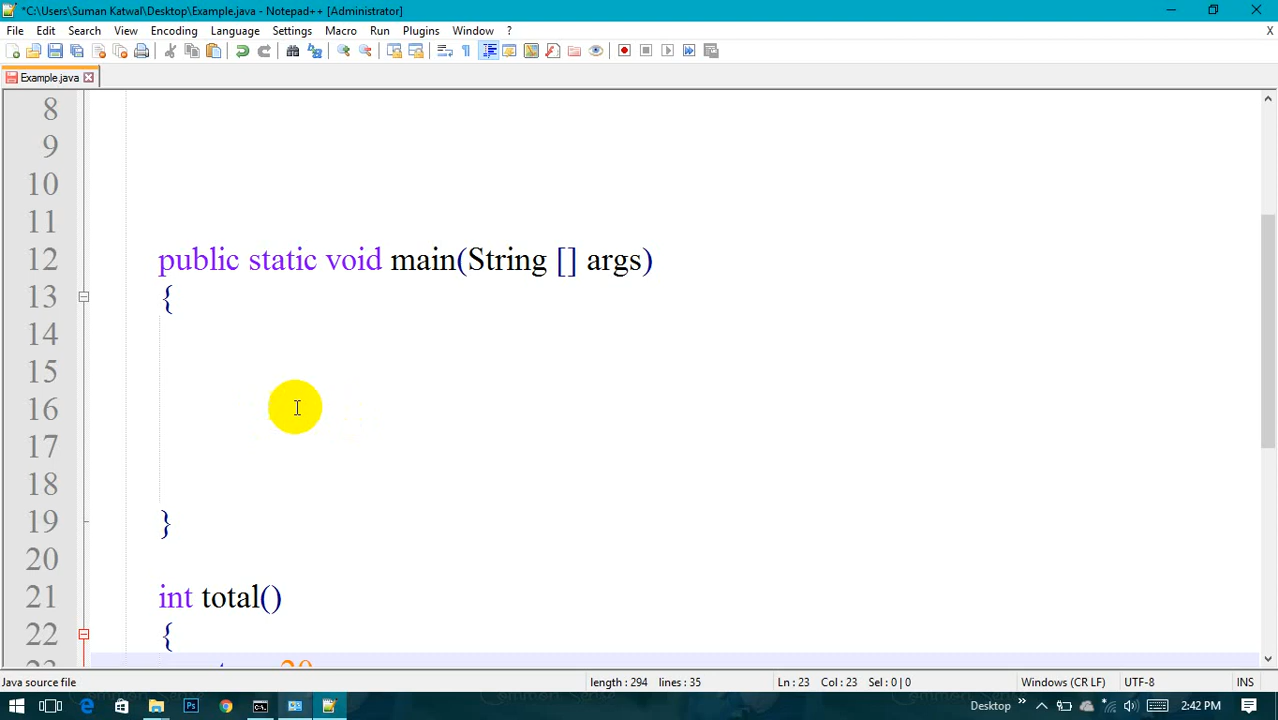 *C:\Users\Suman Katwal\Desktop\Example.java - Notepad++ [Administrator]
File Edit Search View Encoding Language Settings Macro Run Plugins Window ? X
Example.java
8
9
10
11
12 public static void main(String [] args)
13 {
14
15
16
17
18
19 }
20
21 int total()
22 {
23 20
Java source file length : 294 lines : 35 Ln : 23 Col : 23 Sel : 0 | 0 Windows (CR LF) UTF-8 INS
Desktop 2:42 PM